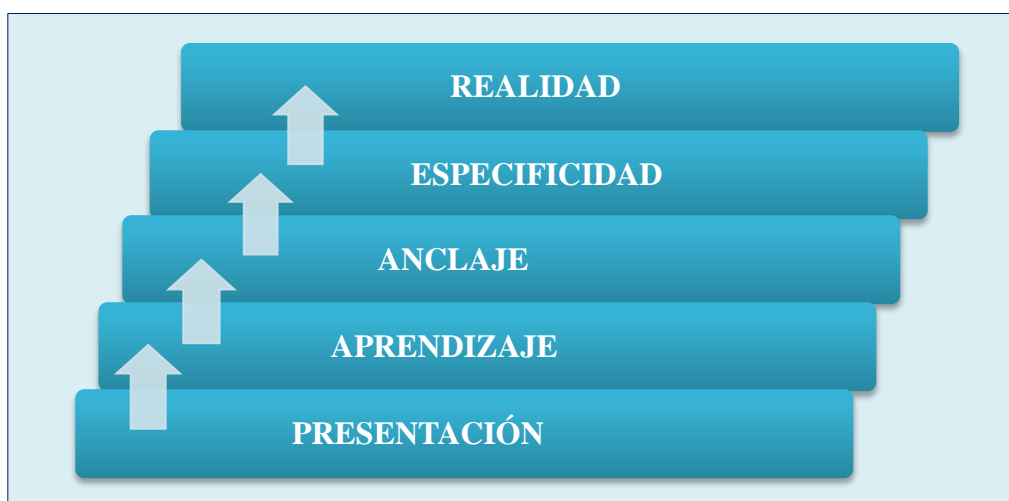 REALIDAD
ESPECIFICIDAD
ANCLAJE
APRENDIZAJE
PRESENTACIÓN